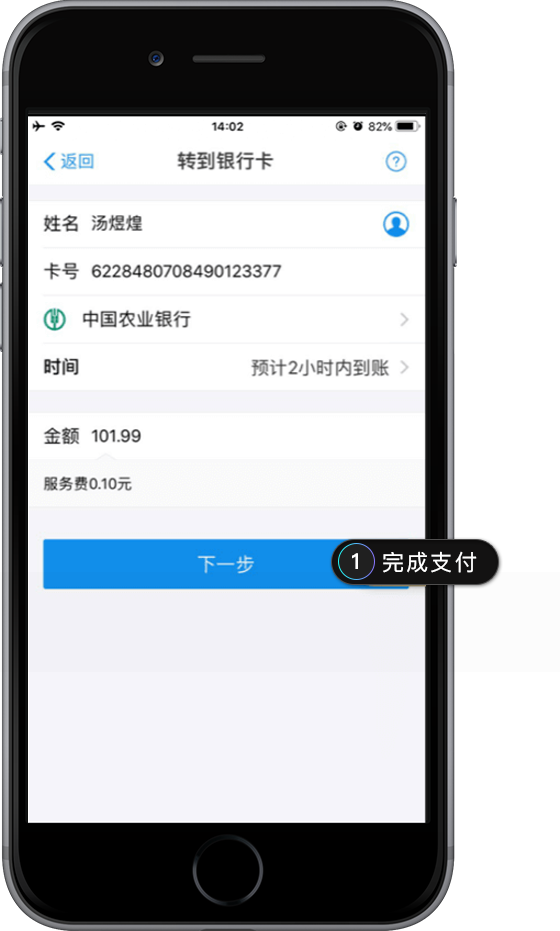 14:02 82%
返回 转到银行卡 ?
姓名 汤煜煌
卡号 6228480708490123377
中国农业银行
时间 预计2小时内到账
金额 101.99
服务费0.10元
下一步
1 完成支付